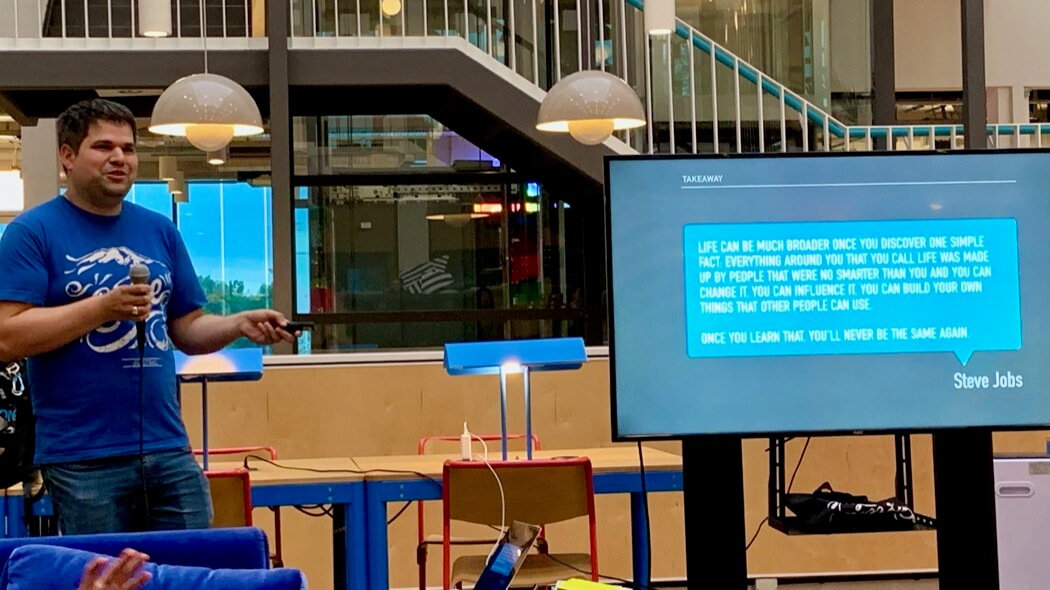 TAKEAWAY
LIFE CAN BE MUCH BROADER ONCE YOU DISCOVER ONE SIMPLE
FACT. EVERYTHING AROUND YOU THAT YOU CALL LIFE WAS MADE
UP BY PEOPLE THAT WERE NO SMARTER THAN YOU AND YOU CAN
CHANGE IT. YOU CAN INFLUENCE IT. YOU CAN BUILD YOUR OWN
THINGS THAT OTHER PEOPLE CAN USE.
ONCE YOU LEARN THAT, YOU'LL NEVER BE THE SAME AGAIN.
Steve Jobs